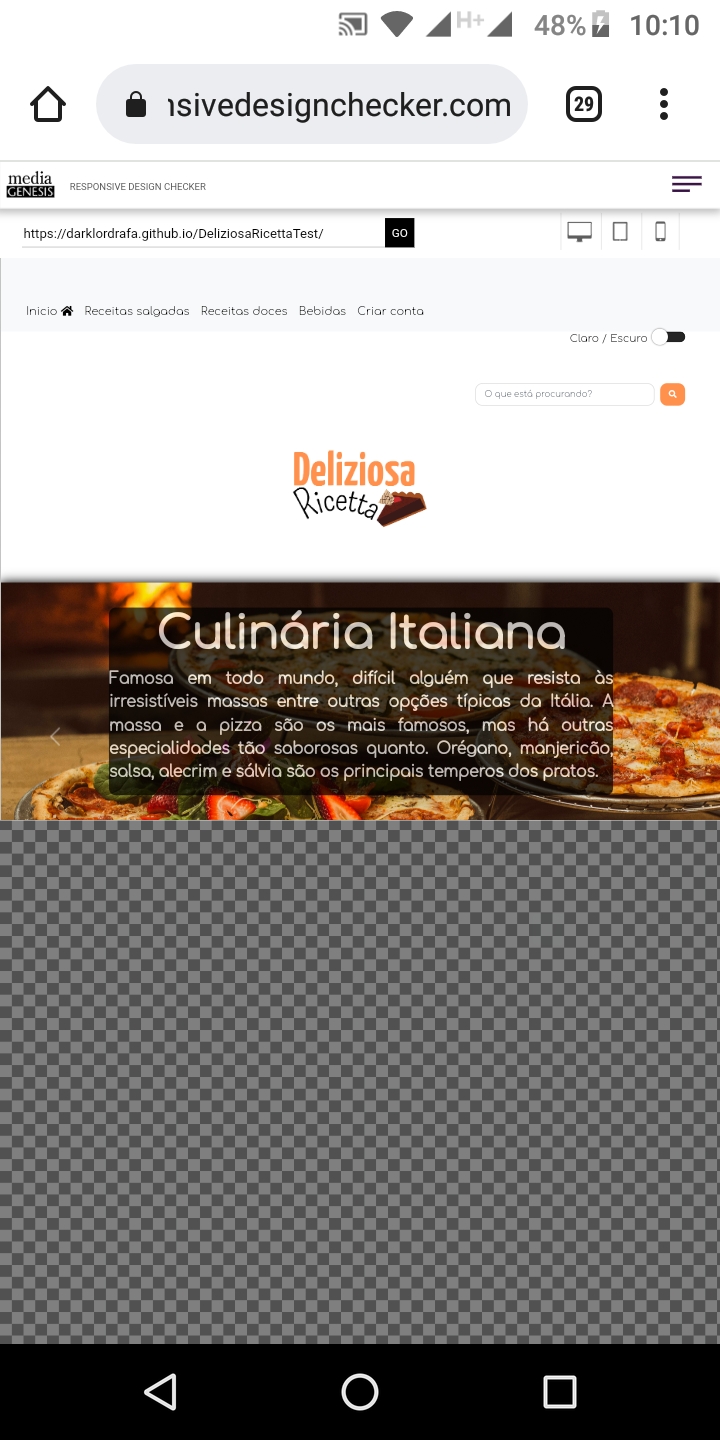 H+ 48% 10:10
nsivedesignchecker.com 29
media
GENESIS RESPONSIVE DESIGN CHECKER
https://darklordrafa.github.io/DeliziosaRicettaTest/ GO
Inicio Receitas salgadas Receitas doces Bebidas Criar conta
Claro / Escuro
O que está procurando?
Deliziosa
Ricetta
Culinária Italiana
Famosa em todo mundo, difícil alguém que resista às
irresistíveis massas entre outras opções típicas da Itália. A
massa e a pizza são os mais famosos, mas há outras
especialidades tão saborosas quanto. Orégano, manjericão,
salsa, alecrim e sálvia são os principais temperos dos pratos.